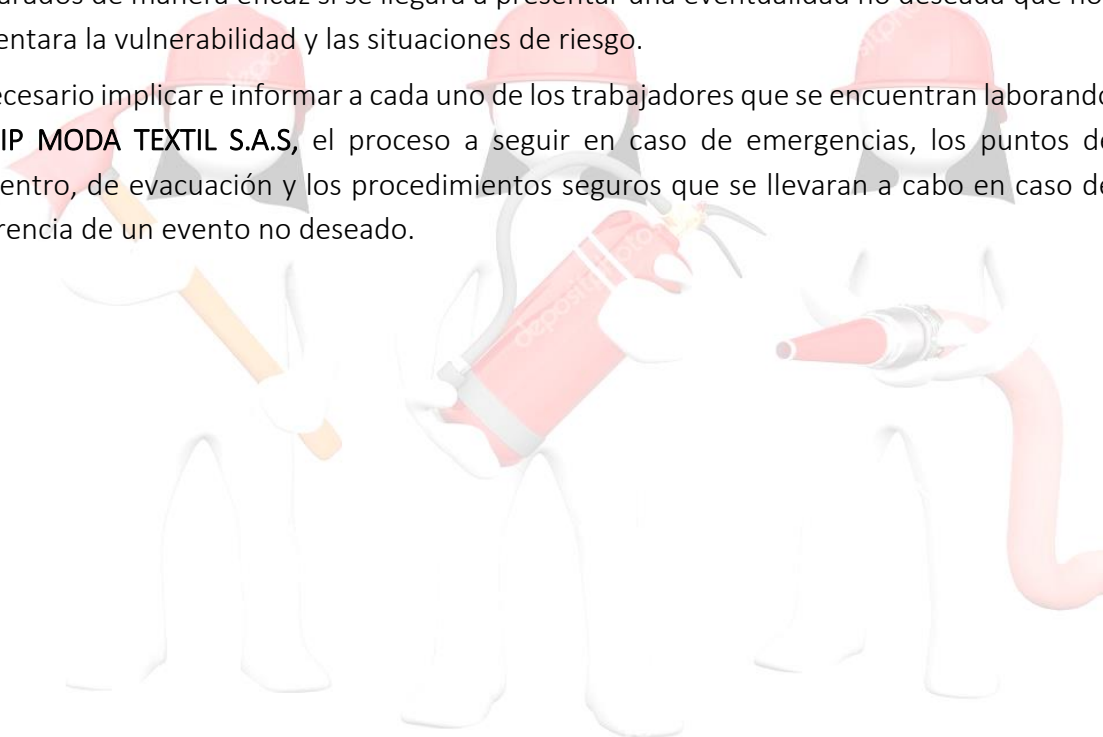 arados de manera eficaz si se llegara a presentar una eventualidad no deseada que no
entara la vulnerabilidad y las situaciones de riesgo.
ecesario implicar e informar a cada uno de los trabajadores que se encuentran laborando
IP MODA TEXTIL S.A.S, el proceso a seguir en caso de emergencias, los puntos de
entro, de evacuación y los procedimientos seguros que se llevaran a cabo en caso de
rencia de un evento no deseado.